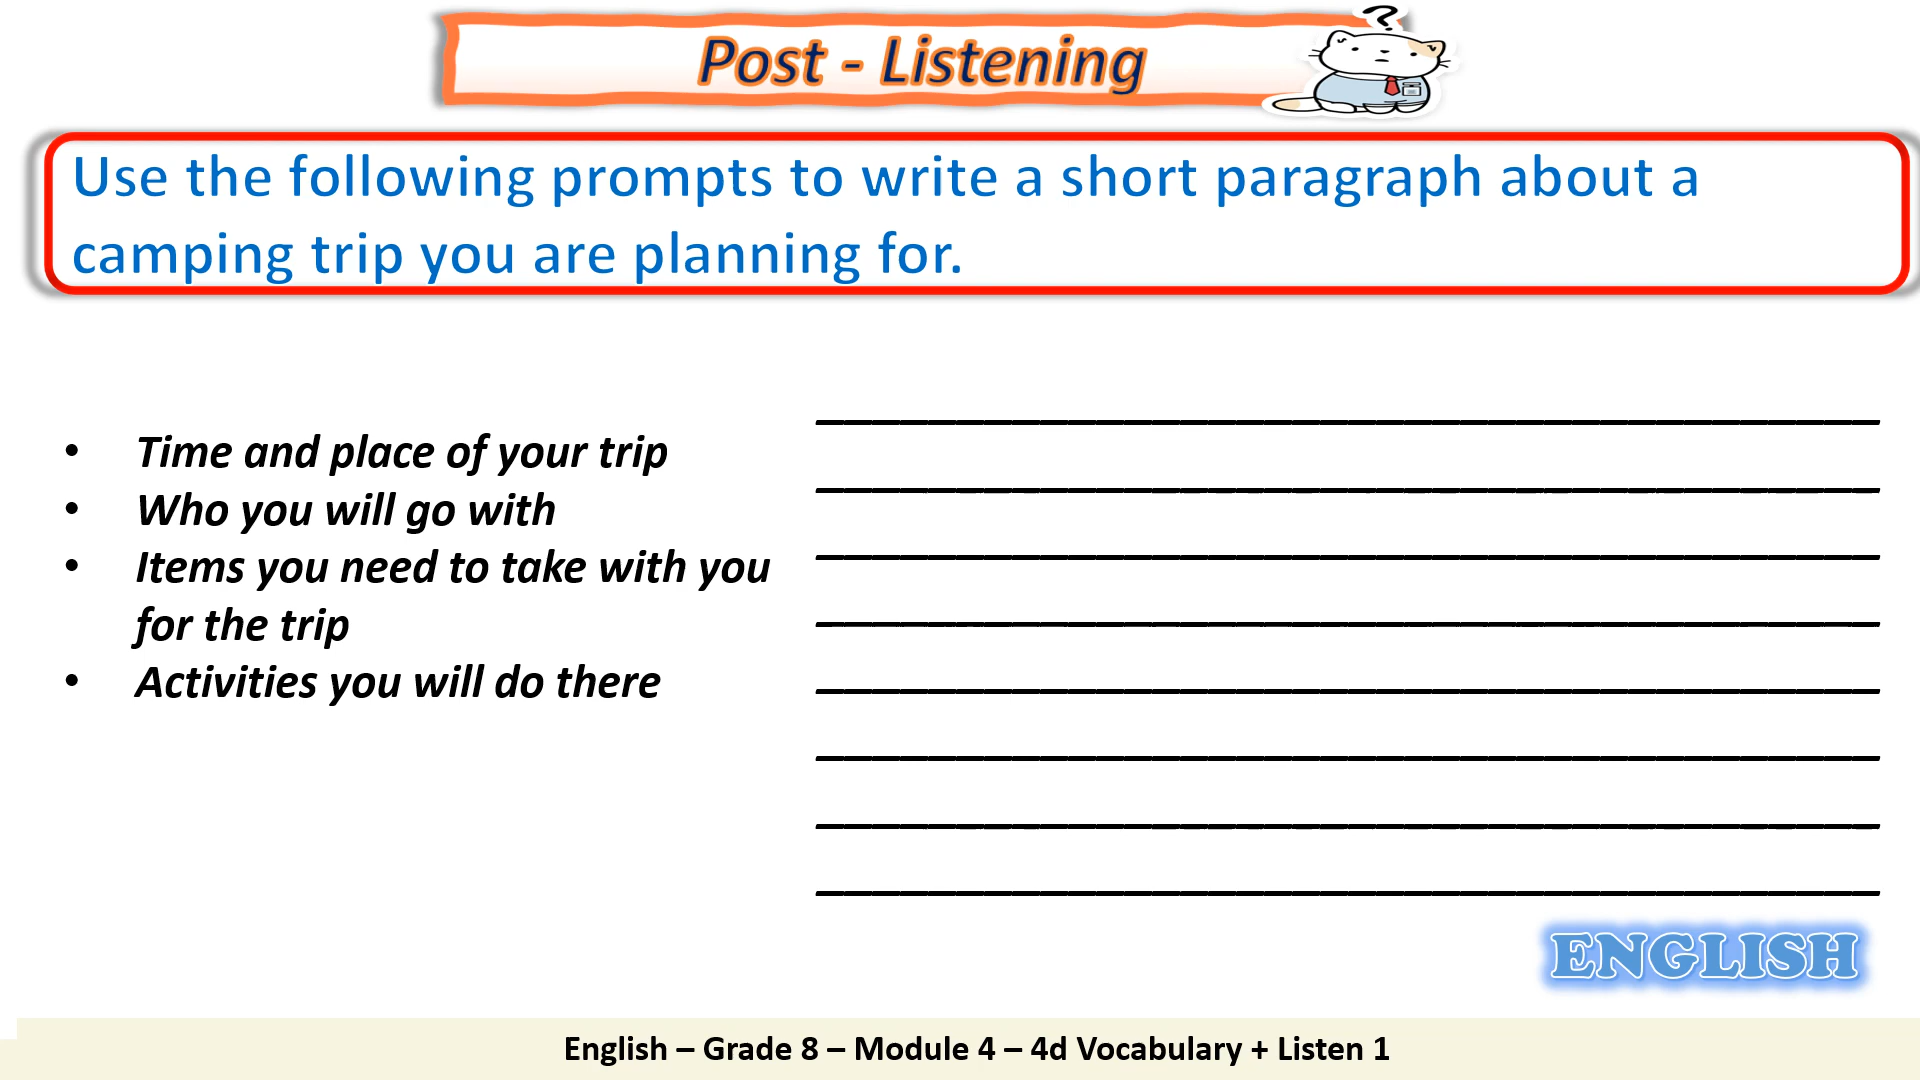 Post - Listening
Use the following prompts to write a short paragraph about a
camping trip you are planning for.
• Time and place of your trip
• Who you will go with
• Items you need to take with you
for the trip
• Activities you will do there
ENGLISH
English – Grade 8 – Module 4 – 4d Vocabulary + Listen 1